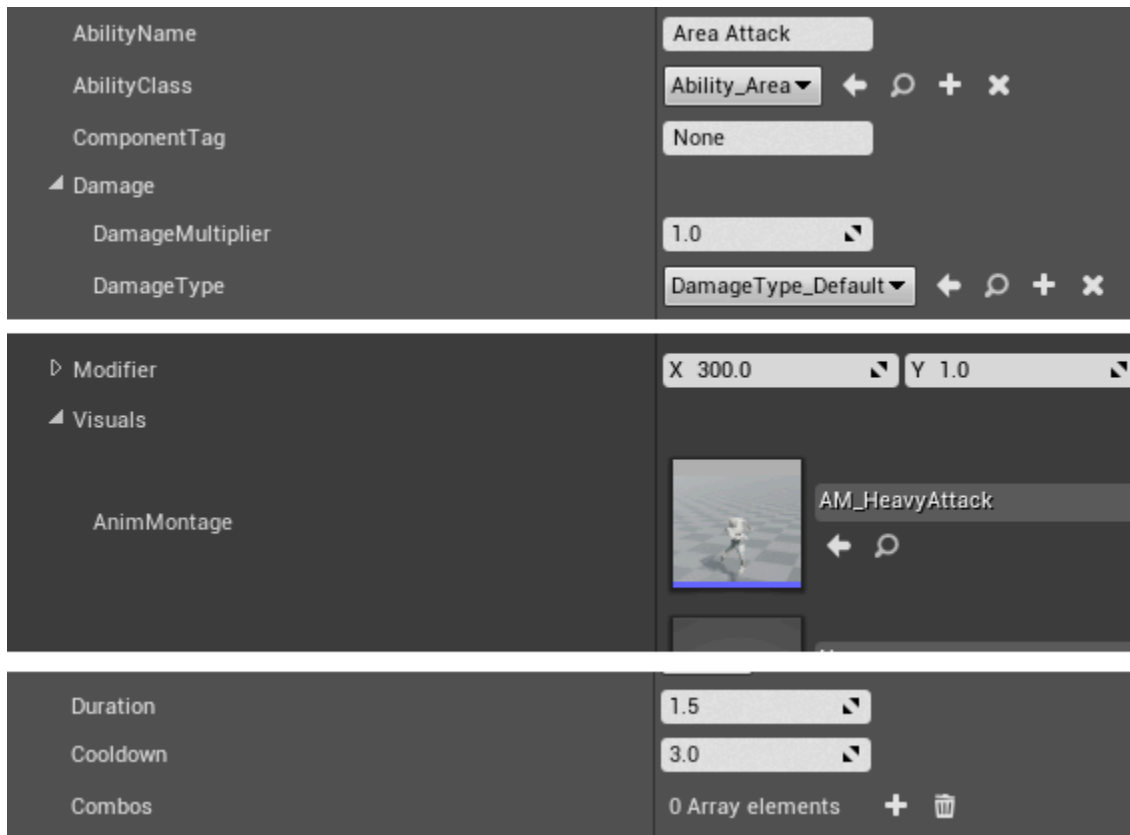 AbilityName Area Attack
AbilityClass Ability_Area
ComponentTag None
Damage
DamageMultiplier 1.0
DamageType DamageType_Default
Modifier X 300.0 Y 1.0
Visuals
AnimMontage AM_HeavyAttack
Duration 1.5
Cooldown 3.0
Combos 0 Array elements